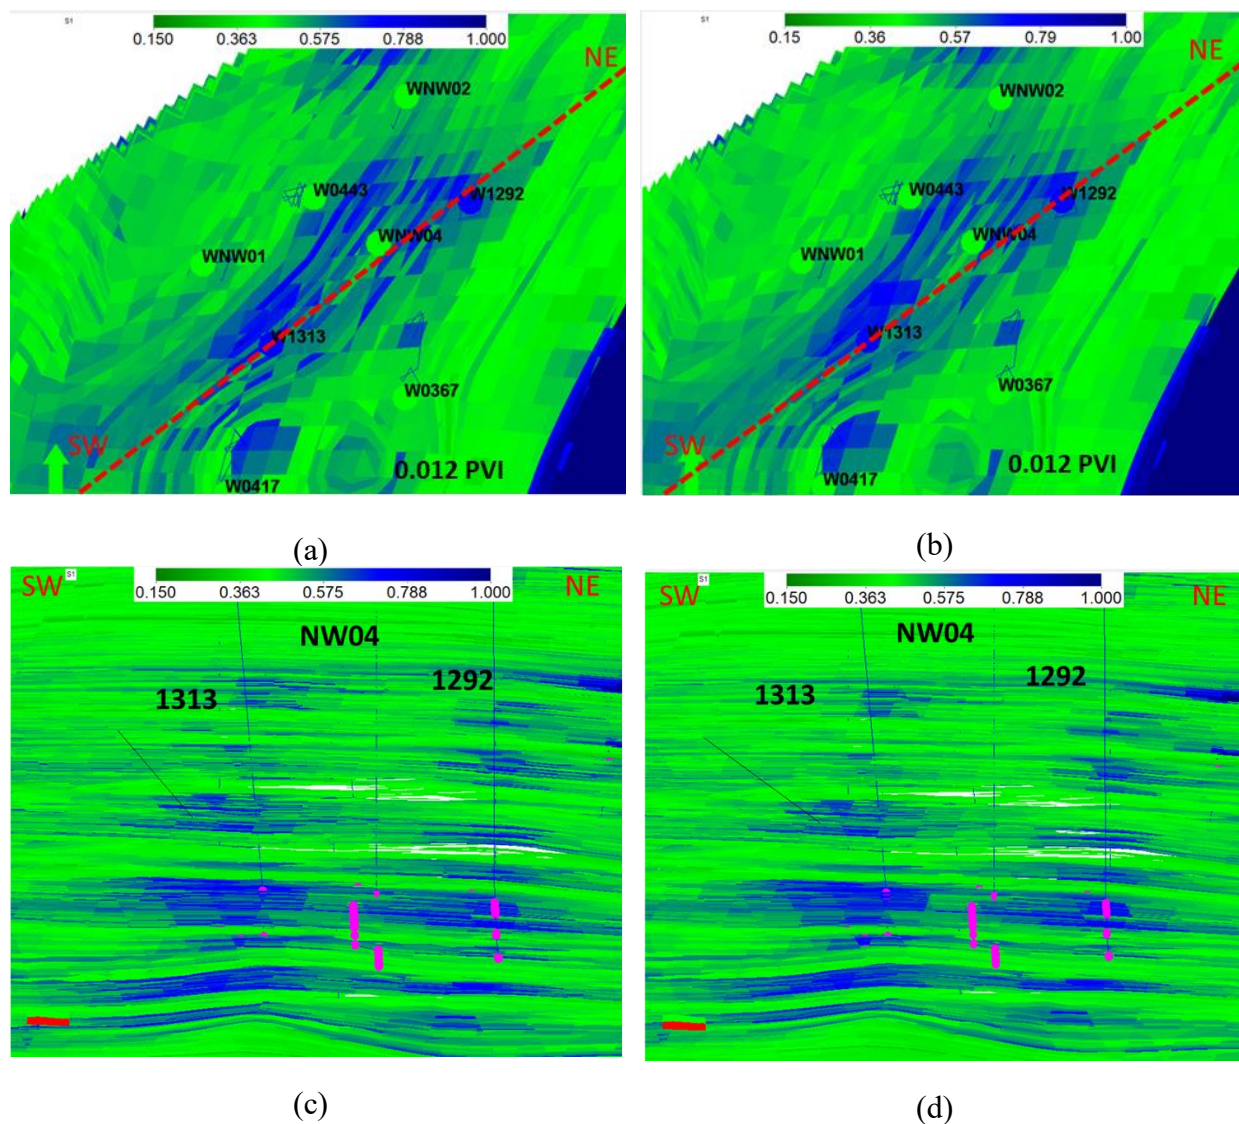 S1
0.150 0.363 0.575 0.788 1.000
NE
WNW02
W0443
W1292
WNW04
WNW01
W1313
W0367
SW
0.012 PVI
W0417
(a)
S1
0.15 0.36 0.57 0.79 1.00
NE
WNW02
W0443
W1292
WNW04
WNW01
W1313
W0367
SW
0.012 PVI
W0417
(b)
SW S1 NE
0.150 0.363 0.575 0.788 1.000
NW04
1292
1313
(c)
SW S1 NE
0.150 0.363 0.575 0.788 1.000
NW04
1292
1313
(d)